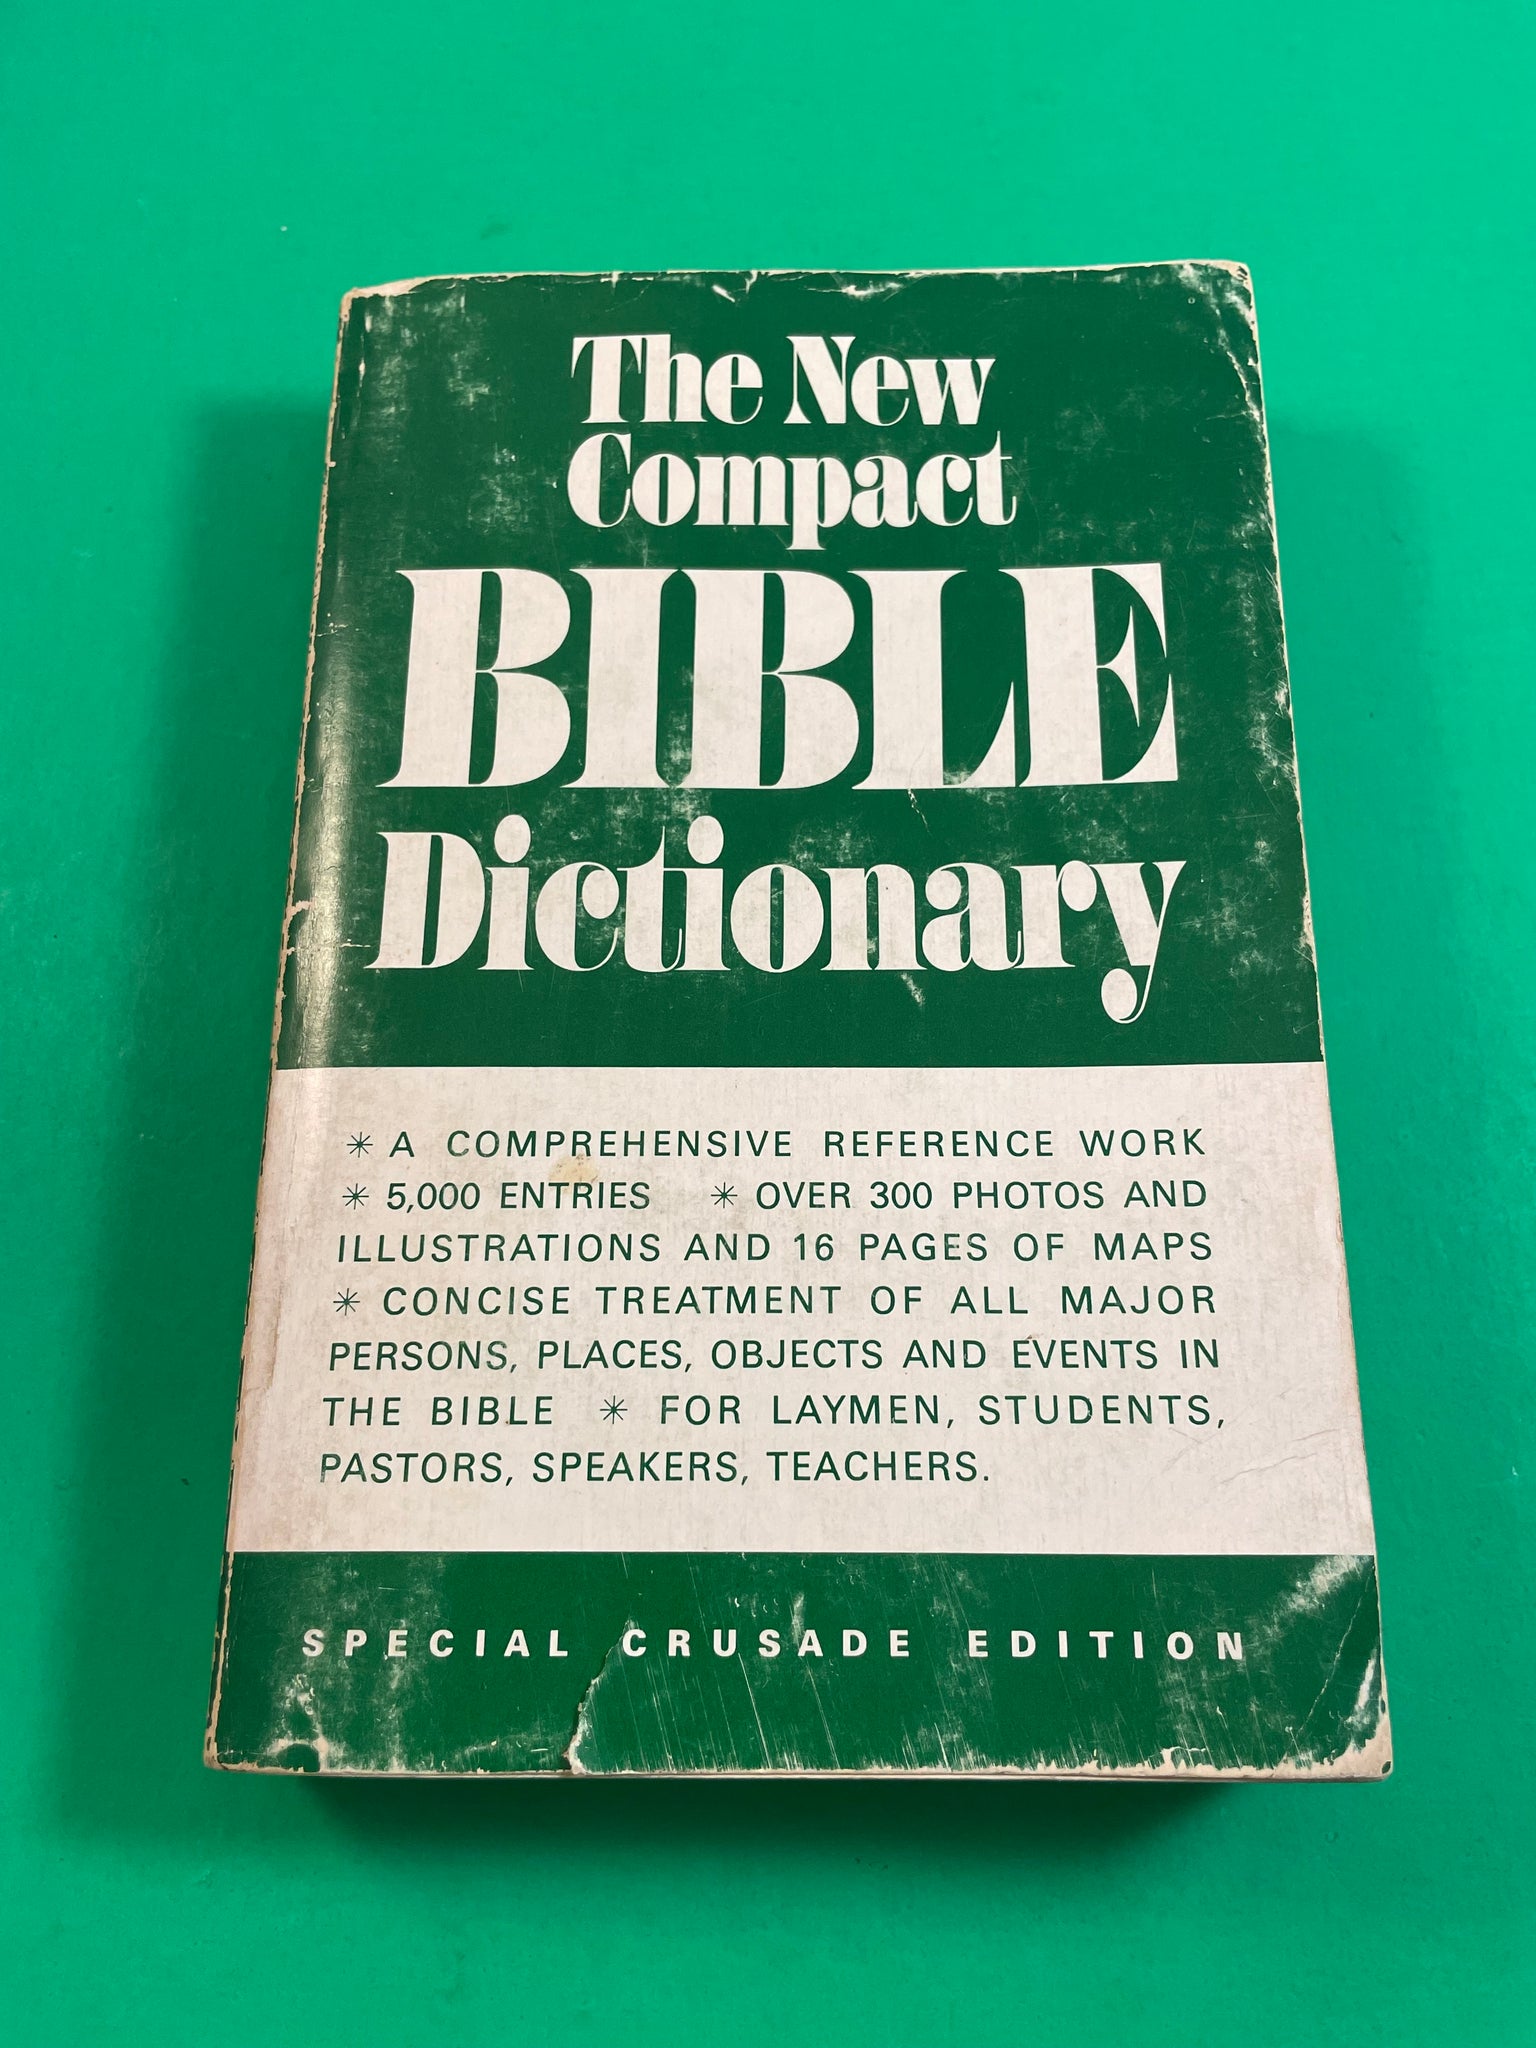 The New
Compact
BIBLE
Dictionary
✳ A COMPREHENSIVE REFERENCE WORK
✳ 5,000 ENTRIES ✳ OVER 300 PHOTOS AND
ILLUSTRATIONS AND 16 PAGES OF MAPS
✳ CONCISE TREATMENT OF ALL MAJOR
PERSONS, PLACES, OBJECTS AND EVENTS IN
THE BIBLE ✳ FOR LAYMEN, STUDENTS,
PASTORS, SPEAKERS, TEACHERS.
SPECIAL CRUSADE EDITION